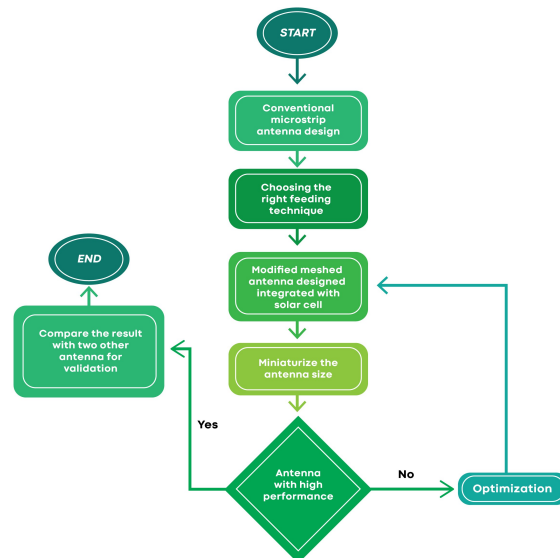 START
Conventional
microstrip
antenna design
Choosing the
right feeding
technique
Modified meshed
antenna designed
integrated with
solar cell
Miniaturize the
antenna size
Antenna
with high
performance
Yes
No
Optimization
Compare the result
with two other
antenna for
validation
END